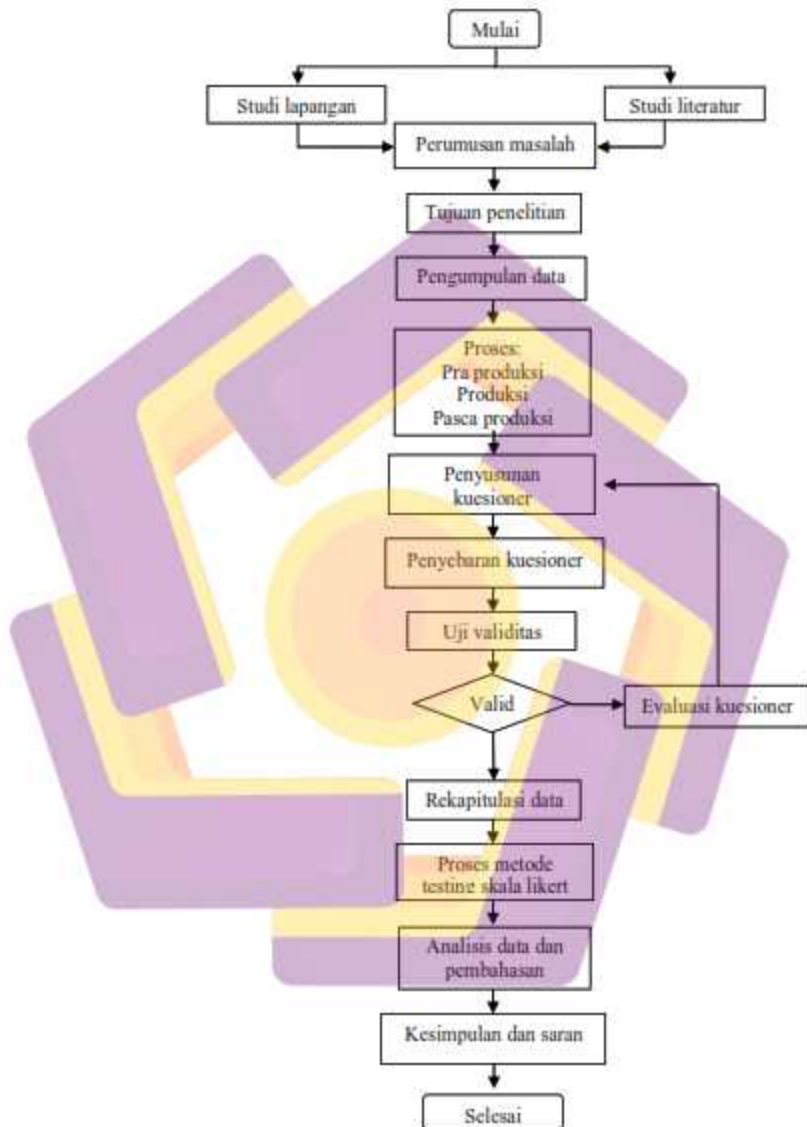 Mulai
Studi lapangan
Studi literatur
Perumusan masalah
Tujuan penelitian
Pengumpulan data
Proses:
Pra produksi
Produksi
Pasca produksi
Penyusunan
kuesioner
Penyebaran kuesioner
Uji validitas
Valid
Evaluasi kuesioner
Rekapitulasi data
Proses metode
testing skala likert
Analisis data dan
pembahasan
Kesimpulan dan saran
Selesai